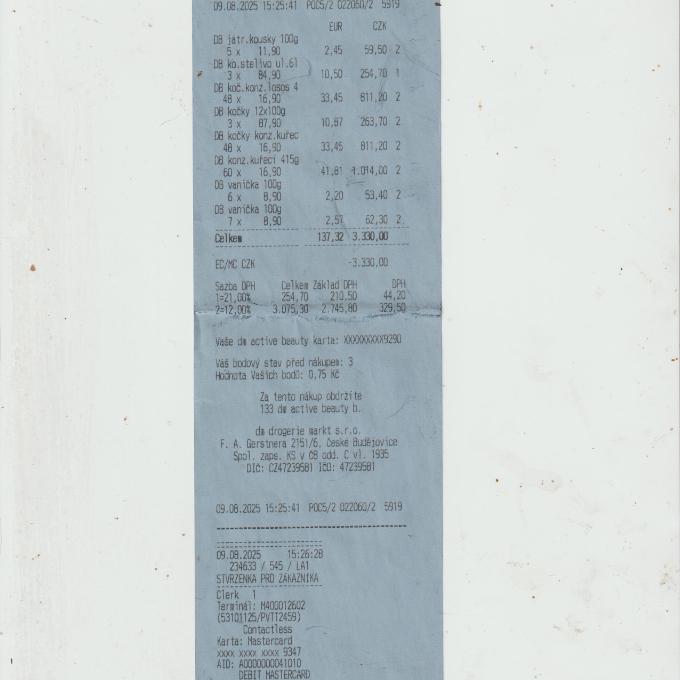 09.08.2025 15:25:41 POC5/2 022060/2 5919
EUR CZK
DB játr.kousky 100g
5 x 11,90 2,45 59,50 2
DB ko.stelivo ul.6l
3 x 84,90 10,50 254,70 1
DB koč.konz.losos 4
48 x 16,90 33,45 811,20 2
DB kočky 12x100g
3 x 87,90 10,87 263,70 2
DB kočky konz.kuřec
48 x 16,90 33,45 811,20 2
DB konz.kuřecí 415g
60 x 16,90 41,81 1.014,00 2
DB vanička 100g
6 x 8,90 2,20 53,40 2
DB vanička 100g
7 x 8,90 2,57 62,30 2
Celkem 137,32 3.330,00
EC/MC CZK -3.330,00
Sazba DPH Celkem Základ DPH DPH
1=21,00% 254,70 210,50 44,20
2=12,00% 3.075,30 2.745,80 329,50
Vaše dm active beauty karta: XXXXXXXXX9290
Váš bodový stav před nákupem: 3
Hodnota Vašich bodů: 0,75 Kč
Za tento nákup obdržíte
133 dm active beauty b.
dm drogerie markt s.r.o.
F. A. Gerstnera 2151/6, České Budějovice
Spol. zaps. KS v ČB odd. C vl. 1935
DIč: CZ47239581 IČO: 47239581
09.08.2025 15:25:41 POC5/2 022060/2 5919
09.08.2025 15:26:28
234633 / 545 / LA1
STVRZENKA PRO ZÁKAZNÍKA
Clerk 1
Terminál: M400012602
(53101125/PVTT2459)
Contactless
Karta: Mastercard
xxxx xxxx xxxx 9347
AID: A0000000041010
DEBIT MASTERCARD